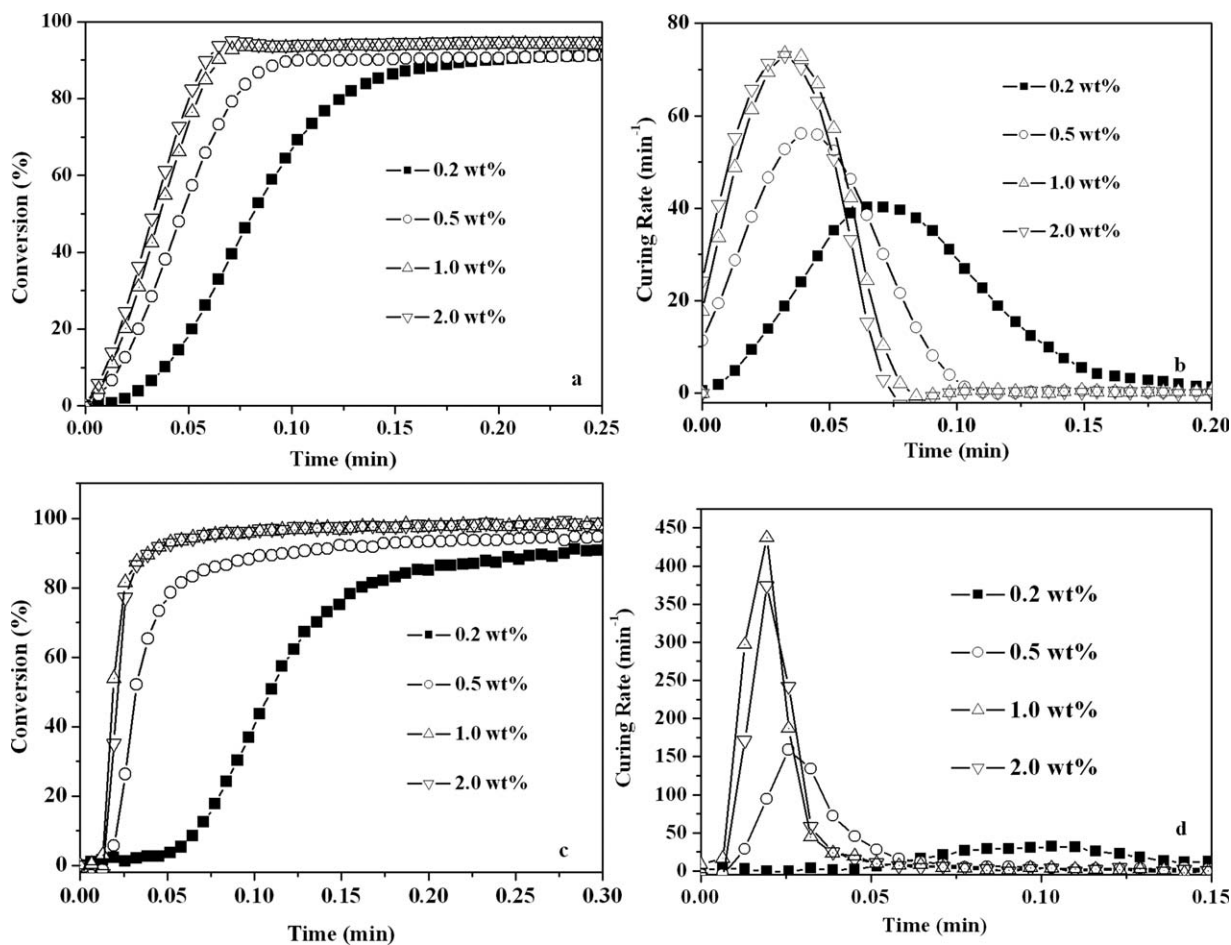 100
80
60
40
20
0
Conversion (%)
0.2 wt%
0.5 wt%
1.0 wt%
2.0 wt%
a
0.00 0.05 0.10 0.15 0.20 0.25
Time (min)
80
60
40
20
0
Curing Rate (min-1)
0.2 wt%
0.5 wt%
1.0 wt%
2.0 wt%
b
0.00 0.05 0.10 0.15 0.20
Time (min)
100
80
60
40
20
0
Conversion (%)
0.2 wt%
0.5 wt%
1.0 wt%
2.0 wt%
c
0.00 0.05 0.10 0.15 0.20 0.25 0.30
Time (min)
450
400
350
300
250
200
150
100
50
0
Curing Rate (min-1)
0.2 wt%
0.5 wt%
1.0 wt%
2.0 wt%
d
0.00 0.05 0.10 0.15
Time (min)